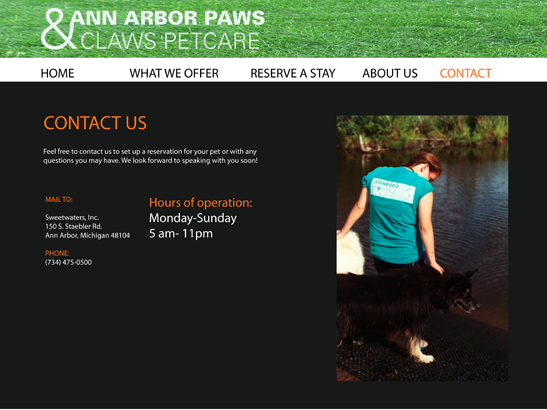 & ANN ARBOR PAWS
CLAWS PETCARE
HOME WHAT WE OFFER RESERVE A STAY ABOUT US CONTACT
CONTACT US
Feel free to contact us to set up a reservation for your pet or with any
questions you may have. We look forward to speaking with you soon!
MAIL TO:
Sweetwaters, Inc.
150 S. Staebler Rd.
Ann Arbor, Michigan 48104
PHONE:
(734) 475-0500
Hours of operation:
Monday-Sunday
5 am- 11pm